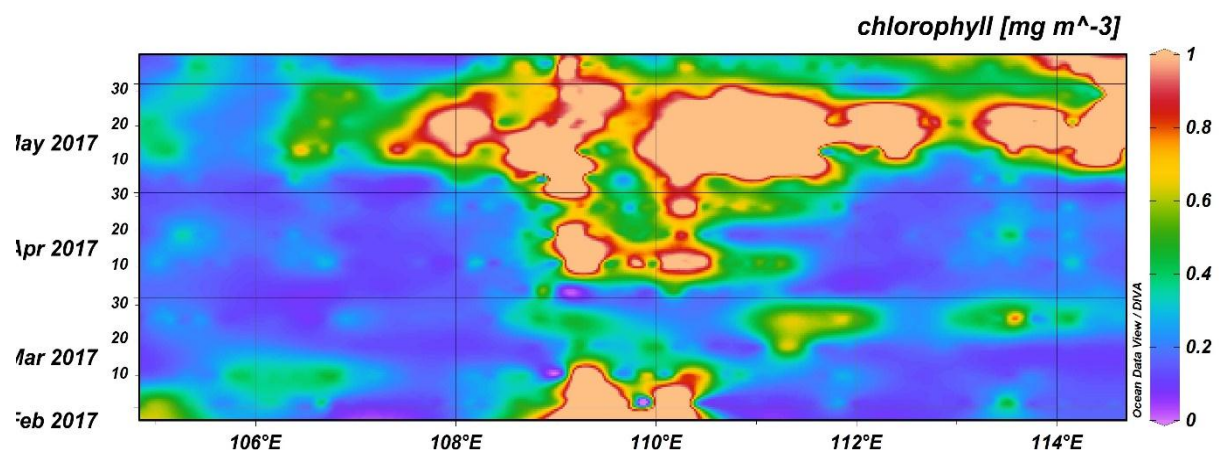 chlorophyll [mg m^-3]
1
0.8
0.6
0.4
0.2
0
30
20
May 2017
10
30
20
Apr 2017
10
30
20
Mar 2017
10
Feb 2017
106°E
108°E
110°E
112°E
114°E
Ocean Data View / DIVA